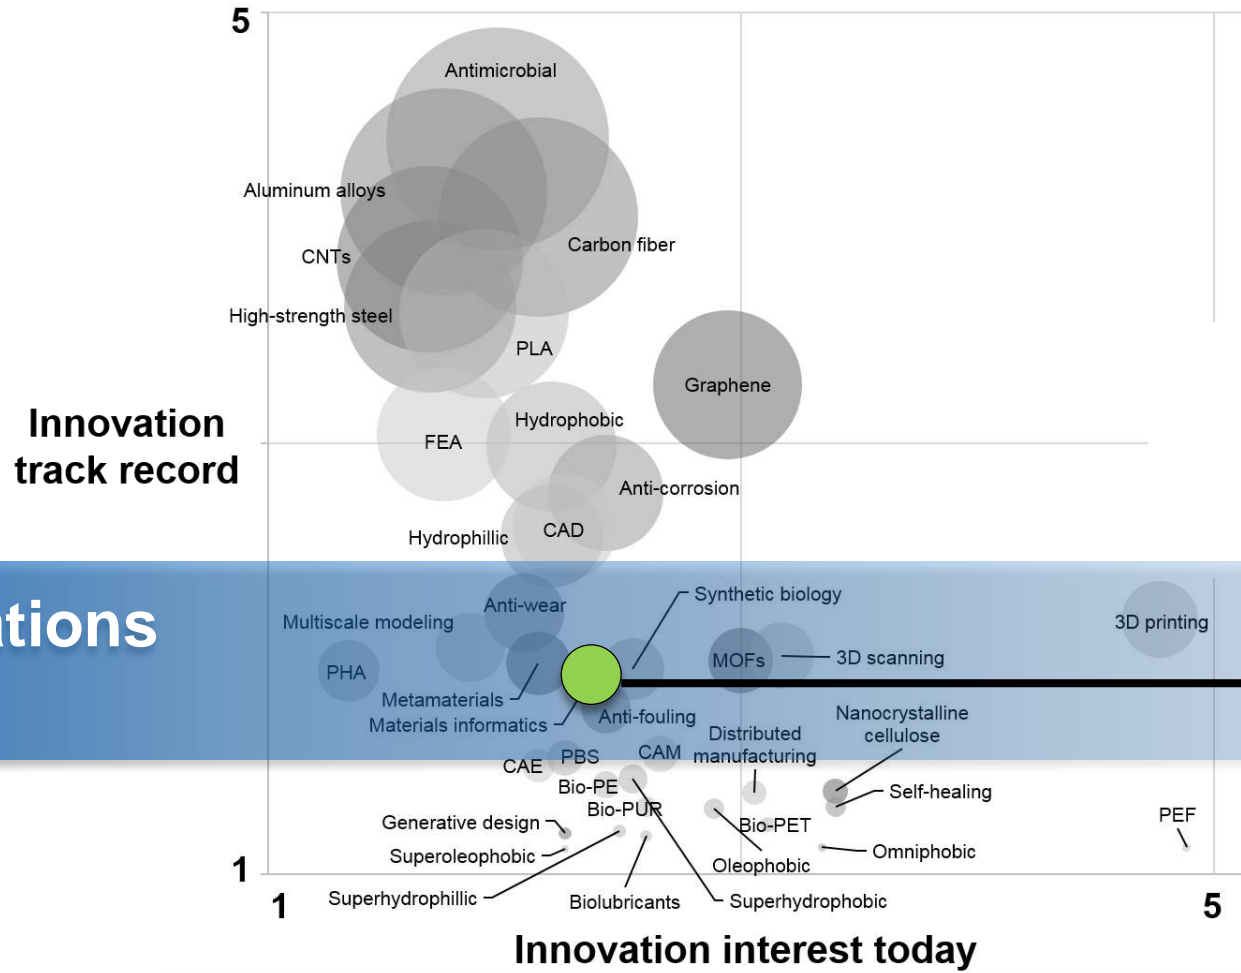 5
Antimicrobial
Aluminum alloys
Carbon fiber
CNTs
High-strength steel
PLA
Graphene
Innovation
track record
Hydrophobic
FEA
Anti-corrosion
CAD
Hydrophillic
Synthetic biology
Anti-wear
ations
Multiscale modeling
3D printing
MOFs
3D scanning
PHA
Metamaterials
Materials informatics
Anti-fouling
Nanocrystalline
cellulose
Distributed
manufacturing
CAM
PBS
CAE
Bio-PE
Self-healing
Bio-PUR
PEF
Generative design
Bio-PET
Superoleophobic
Omniphobic
Oleophobic
1
Superhydrophillic
Biolubricants
Superhydrophobic
1
5
Innovation interest today